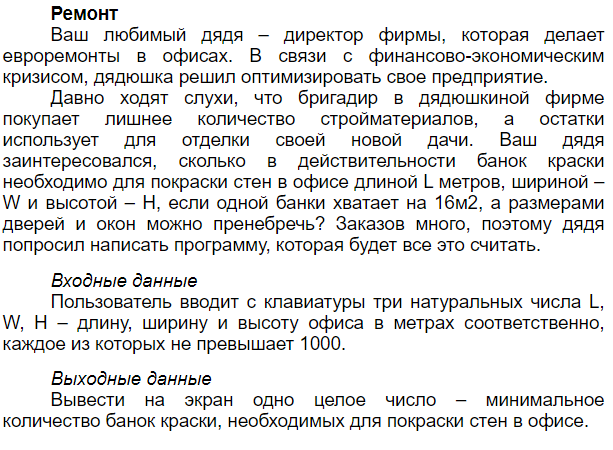 Ремонт
Ваш любимый дядя – директор фирмы, которая делает
евроремонты в офисах. В связи с финансово-экономическим
кризисом, дядюшка решил оптимизировать свое предприятие.
Давно ходят слухи, что бригадир в дядюшкиной фирме
покупает лишнее количество стройматериалов, а остатки
использует для отделки своей новой дачи. Ваш дядя
заинтересовался, сколько в действительности банок краски
необходимо для покраски стен в офисе длиной L метров, шириной –
W и высотой – H, если одной банки хватает на 16м2, а размерами
дверей и окон можно пренебречь? Заказов много, поэтому дядя
попросил написать программу, которая будет все это считать.
Входные данные
Пользователь вводит с клавиатуры три натуральных числа L,
W, H – длину, ширину и высоту офиса в метрах соответственно,
каждое из которых не превышает 1000.
Выходные данные
Вывести на экран одно целое число – минимальное
количество банок краски, необходимых для покраски стен в офисе.